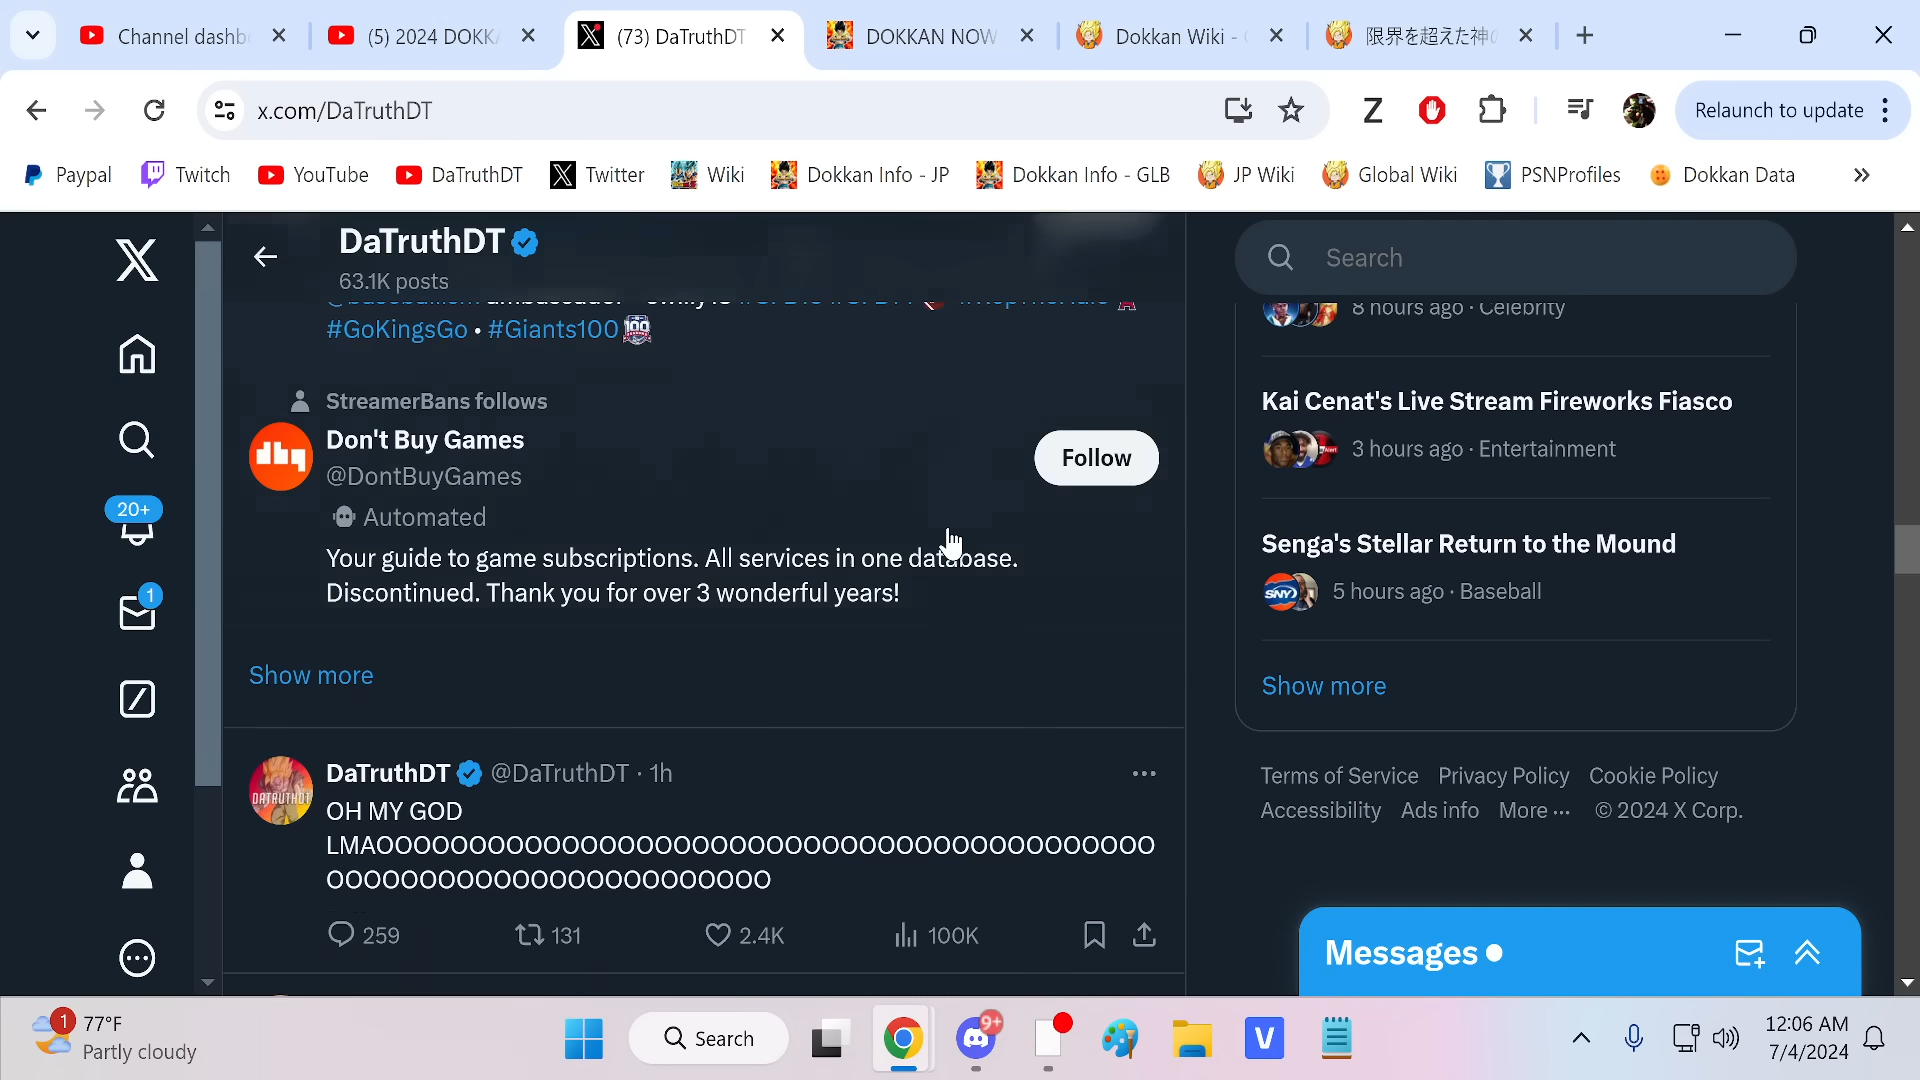 Channel dashb
(5) 2024 DOKK
(73) DaTruthDT
DOKKAN NOW
Dokkan Wiki -
限界を超えた神
x.com/DaTruthDT
Z
Relaunch to update
Paypal
Twitch
YouTube
DaTruthDT
Twitter
Wiki
Dokkan Info - JP
Dokkan Info - GLB
JP Wiki
Global Wiki
PSNProfiles
Dokkan Data
»
20+
1
DaTruthDT
63.1K posts
#GoKingsGo • #Giants100
StreamerBans follows
Don't Buy Games
@DontBuyGames
Automated
Your guide to game subscriptions. All services in one database.
Discontinued. Thank you for over 3 wonderful years!
Follow
Show more
DaTruthDT @DaTruthDT · 1h
OH MY GOD
LMAOOOOOOOOOOOOOOOOOOOOOOOOOOOOOOOOOOOOOOOOOO
OOOOOOOOOOOOOOOOOOOOOOOO
259
131
2.4K
100K
Search
8 hours ago · Celebrity
Kai Cenat's Live Stream Fireworks Fiasco
3 hours ago · Entertainment
Senga's Stellar Return to the Mound
SNY
5 hours ago · Baseball
Show more
Terms of Service Privacy Policy Cookie Policy
Accessibility Ads info More ··· © 2024 X Corp.
Messages
1
77°F
Partly cloudy
Search
9+
V
12:06 AM
7/4/2024